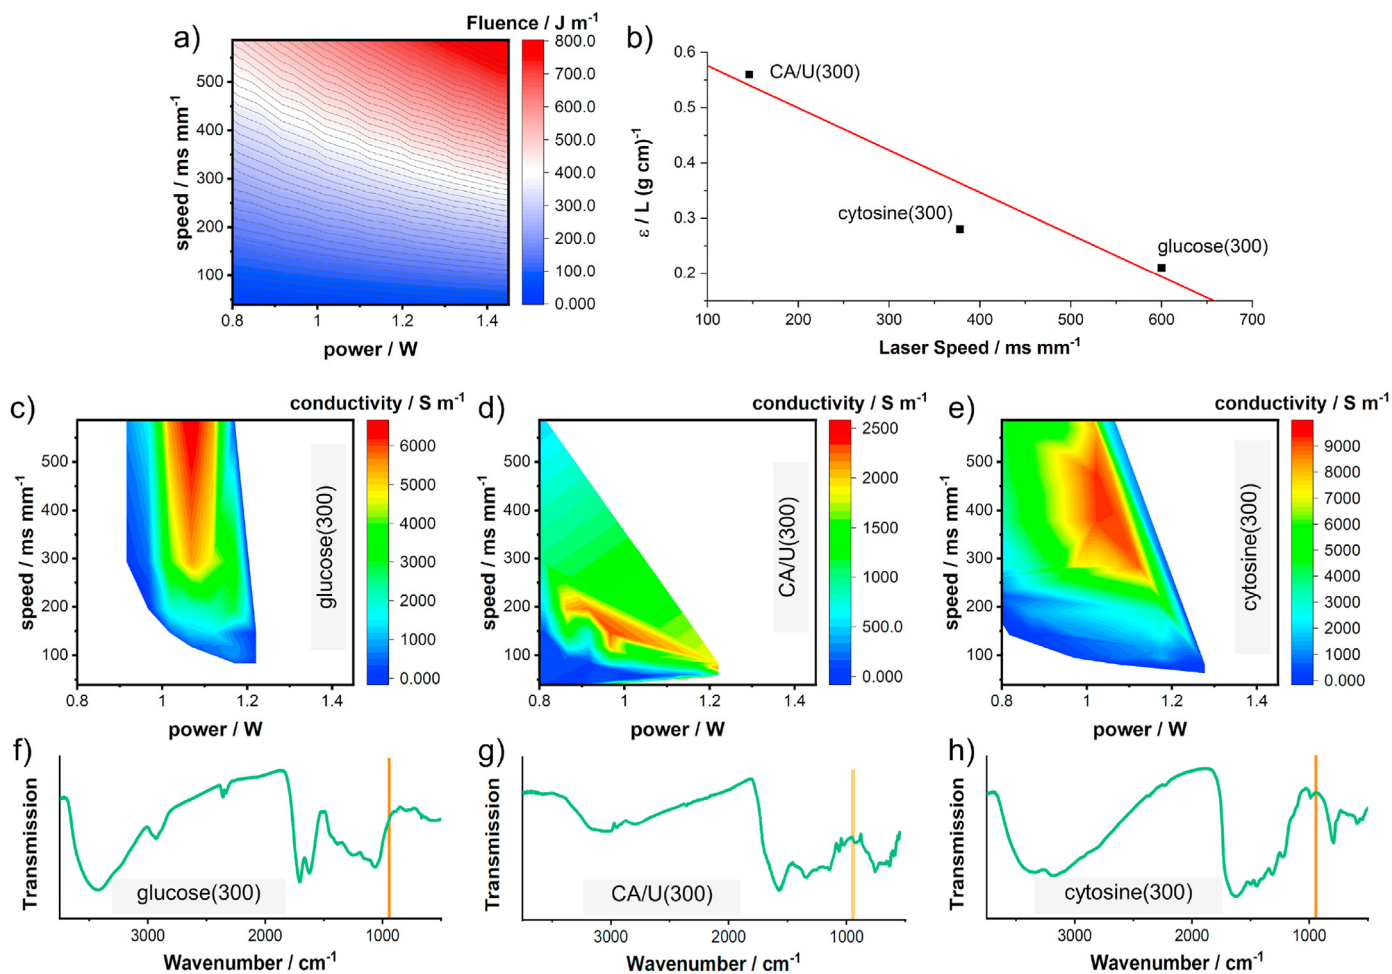 a)
Fluence / J m⁻¹
800.0
700.0
600.0
500.0
400.0
300.0
200.0
100.0
0.000
speed / ms mm⁻¹
500
400
300
200
100
0.8
1
1.2
1.4
power / W
b)
ε / L (g cm)⁻¹
0.6
0.5
0.4
0.3
0.2
CA/U(300)
cytosine(300)
glucose(300)
100
200
300
400
500
600
700
Laser Speed / ms mm⁻¹
c)
conductivity / S m⁻¹
speed / ms mm⁻¹
500
400
300
200
100
glucose(300)
6000
5000
4000
3000
2000
1000
0.000
0.8
1
1.2
1.4
power / W
d)
conductivity / S m⁻¹
speed / ms mm⁻¹
500
400
300
200
100
CA/U(300)
2500
2000
1500
1000
500.0
0.000
0.8
1
1.2
1.4
power / W
e)
conductivity / S m⁻¹
speed / ms mm⁻¹
500
400
300
200
100
cytosine(300)
9000
8000
7000
6000
5000
4000
3000
2000
1000
0.000
0.8
1
1.2
1.4
power / W
f)
Transmission
glucose(300)
3000
2000
1000
Wavenumber / cm⁻¹
g)
Transmission
CA/U(300)
3000
2000
1000
Wavenumber / cm⁻¹
h)
Transmission
cytosine(300)
3000
2000
1000
Wavenumber / cm⁻¹